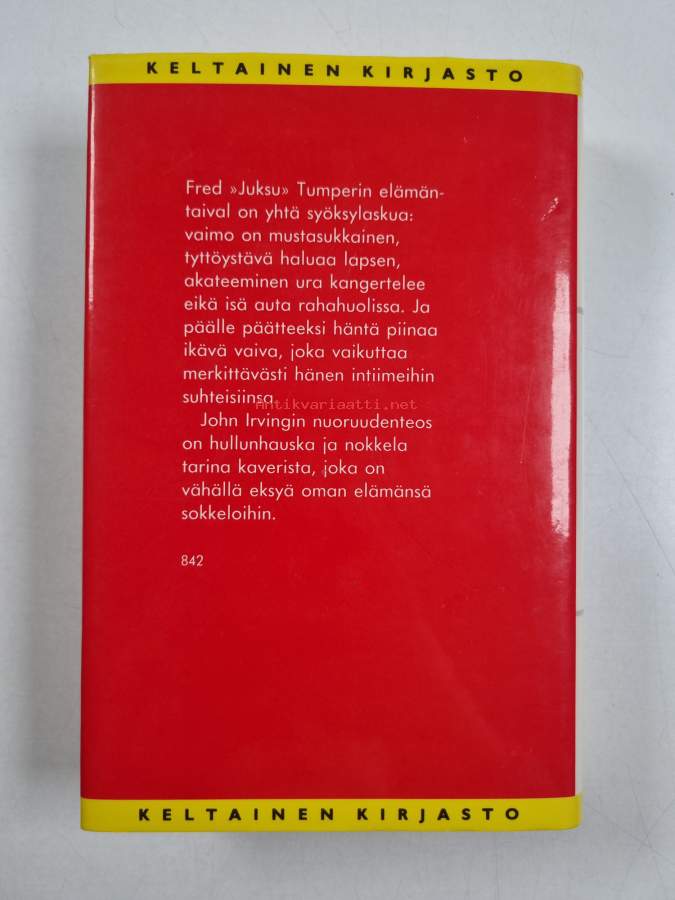 KELTAINEN KIRJASTO
Fred »Juksu» Tumperin elämän-
taival on yhtä syöksylaskua:
vaimo on mustasukkainen,
tyttöystävä haluaa lapsen,
akateeminen ura kangertelee
eikä isä auta rahahuolissa. Ja
päälle päätteeksi häntä piinaa
ikävä vaiva, joka vaikuttaa
merkittävästi hänen intiimeihin
suhteisiinsa.
Antikvariaatti.net
John Irvingin nuoruudenteos
on hullunhauska ja nokkela
tarina kaverista, joka on
vähällä eksyä oman elämänsä
sokkeloihin.
842
KELTAINEN KIRJASTO